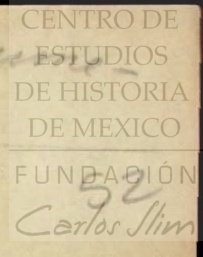 CENTRO DE
ESTUDIOS
DE HISTORIA
DE MEXICO
FUNDACIÓN
52
Carlos Slim